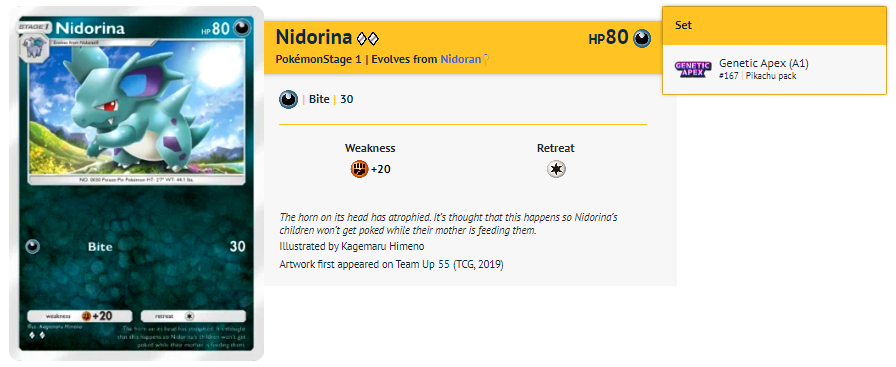 STAGE 1 Nidorina HP 80
Evolves from Nidoran♀
NO. 0030 Poison Pin Pokémon HT: 2'7" WT: 44.1 lbs.
Bite 30
weakness +20 retreat
Illus. Kagemaru Himeno
The horn on its head has atrophied. It's thought
that this happens so Nidorina's children won't get
poked while their mother is feeding them.
Nidorina HP80
PokémonStage 1 | Evolves from Nidoran♀
| Bite | 30
Weakness Retreat
+20
The horn on its head has atrophied. It's thought that this happens so Nidorina's
children won't get poked while their mother is feeding them.
Illustrated by Kagemaru Himeno
Artwork first appeared on Team Up 55 (TCG, 2019)
Set
GENETIC APEX
Genetic Apex (A1)
#167 | Pikachu pack